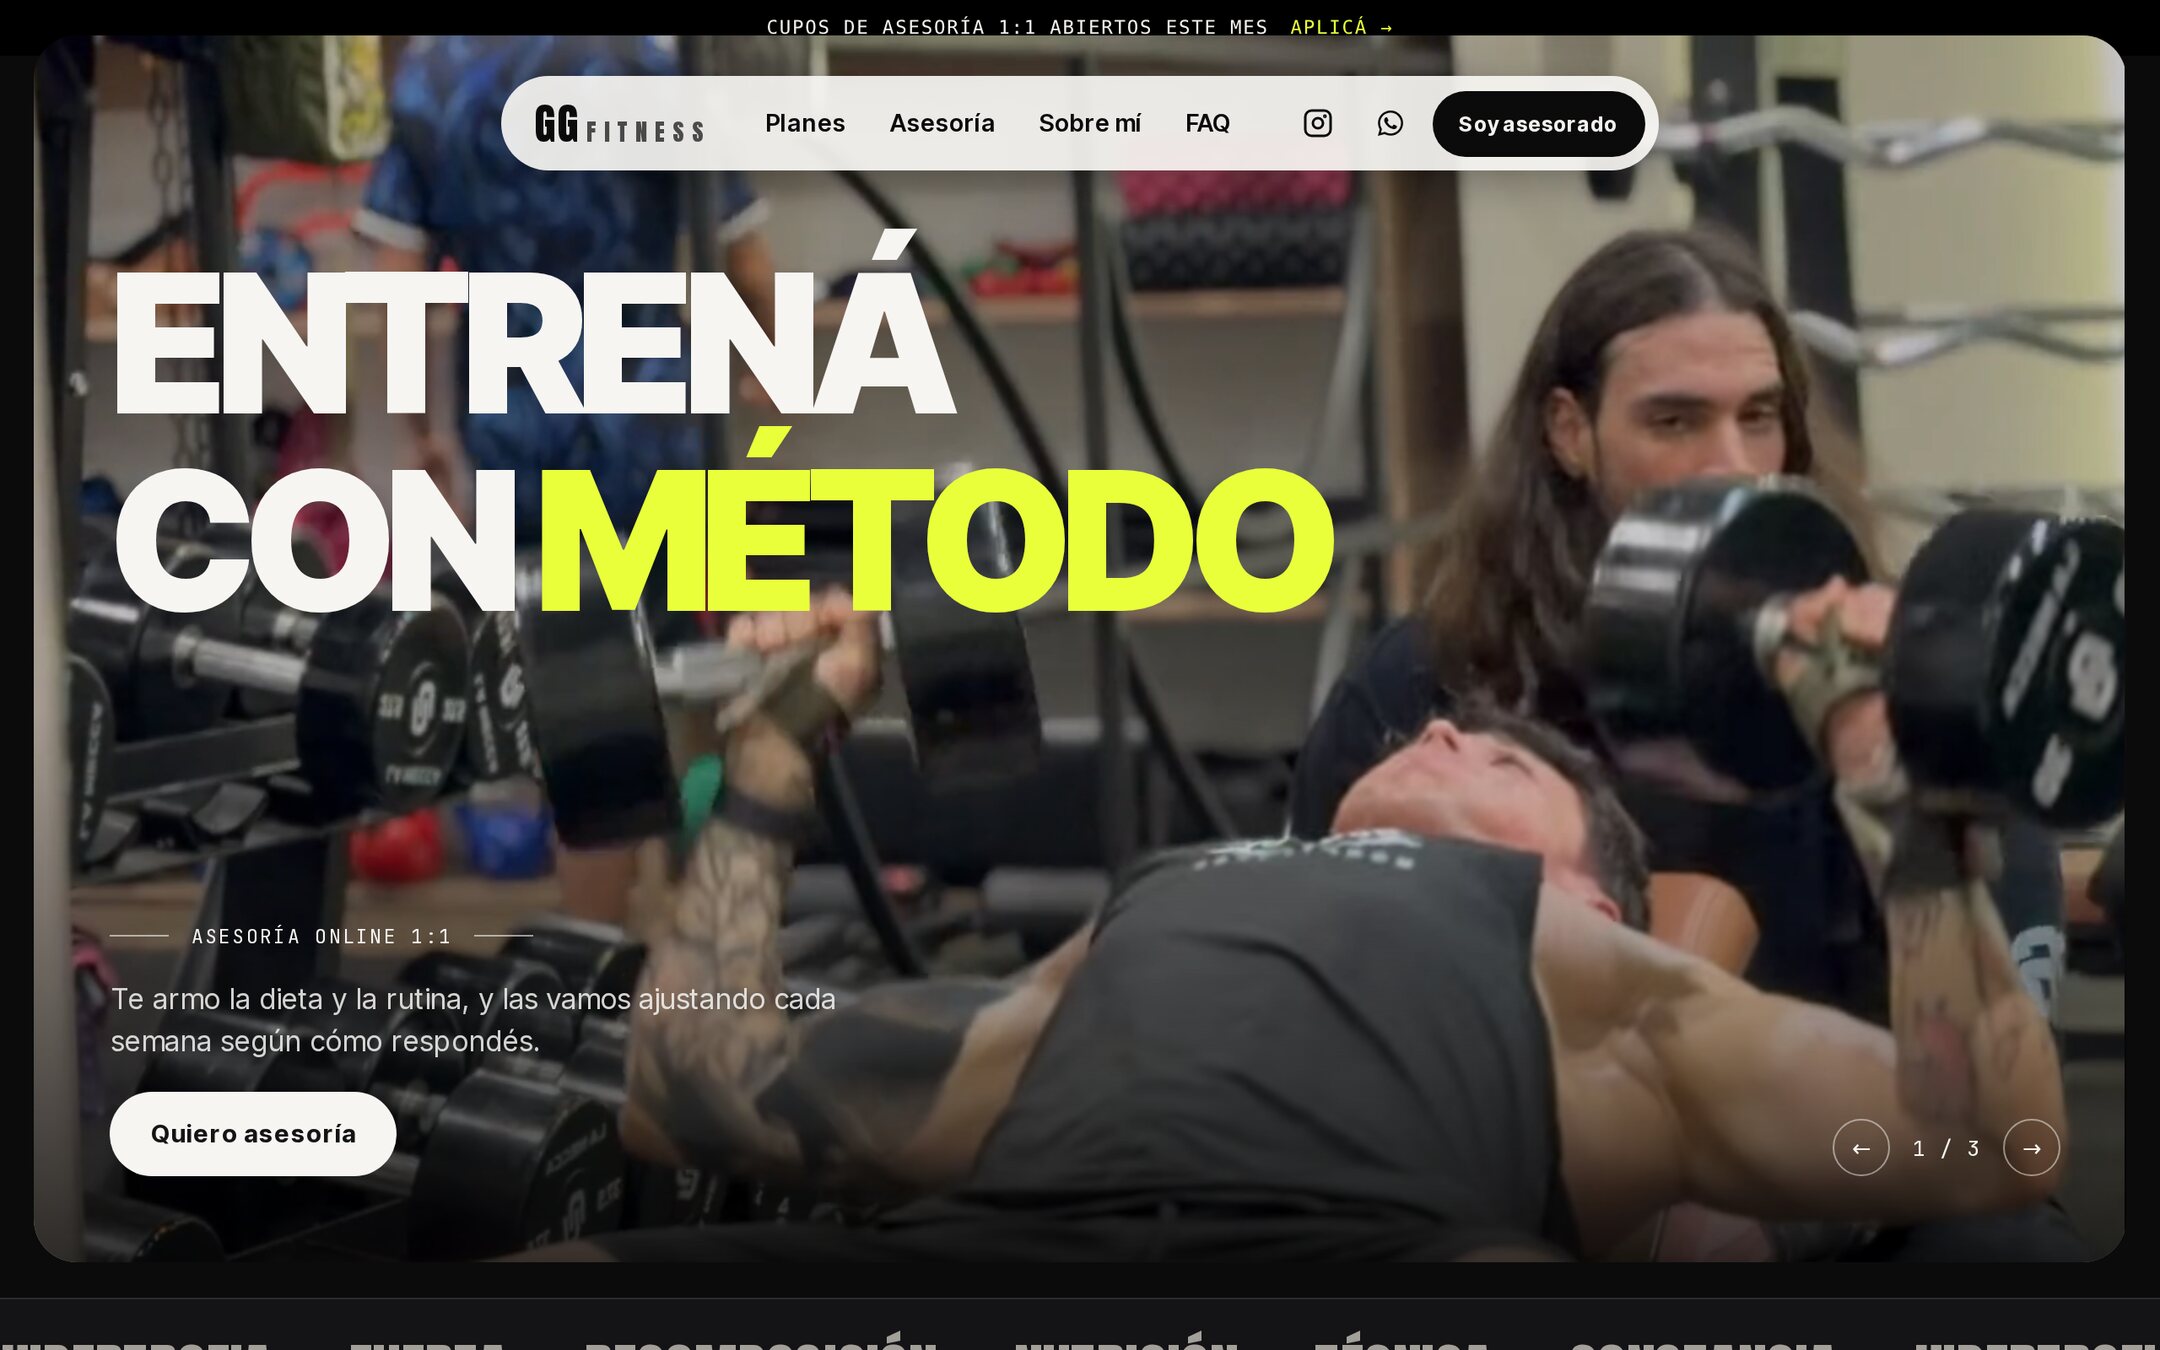 CUPOS DE ASESORÍA 1:1 ABIERTOS ESTE MES APLICÁ →
GG FITNESS Planes Asesoría Sobre mí FAQ Soy asesorado
ENTRENÁ
CON MÉTODO
ASESORÍA ONLINE 1:1
Te armo la dieta y la rutina, y las vamos ajustando cada
semana según cómo respondés.
Quiero asesoría
← 1 / 3 →